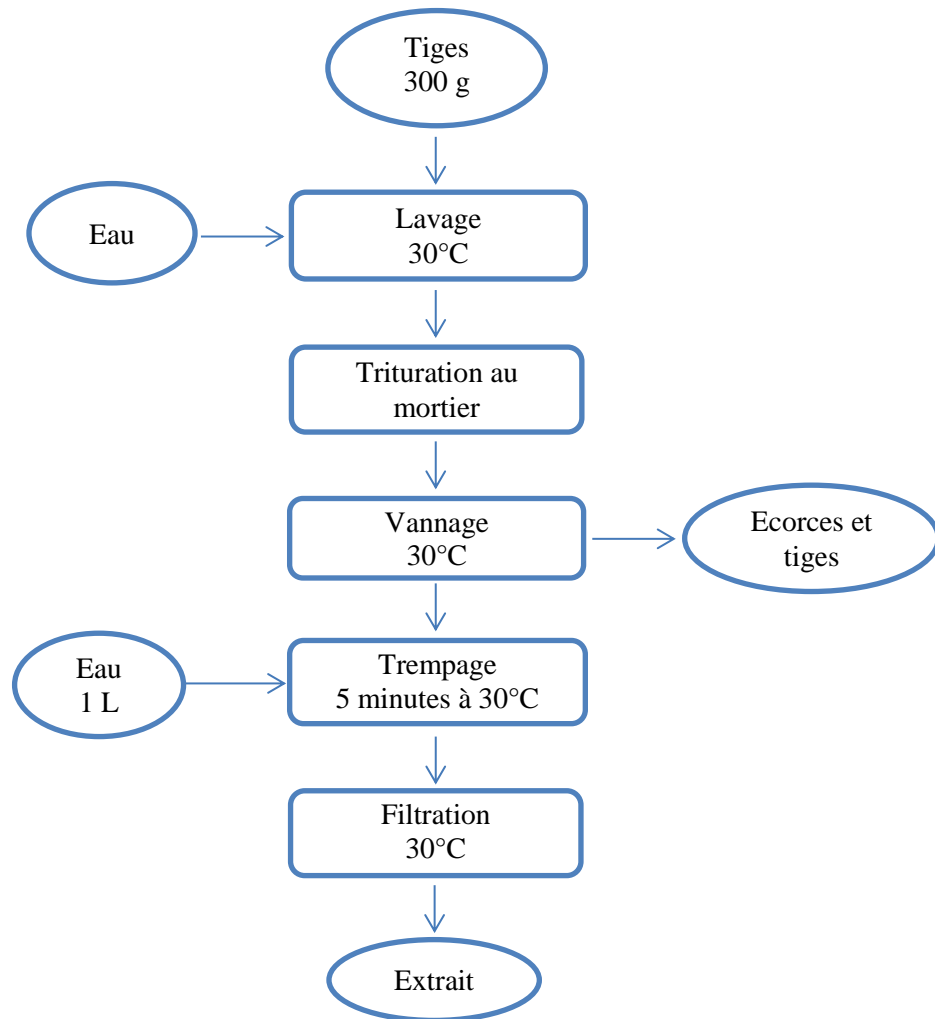 Tiges
300 g
Eau
Lavage
30°C
Trituration au
mortier
Vannage
30°C
Ecorces et
tiges
Eau
1 L
Trempage
5 minutes à 30°C
Filtration
30°C
Extrait